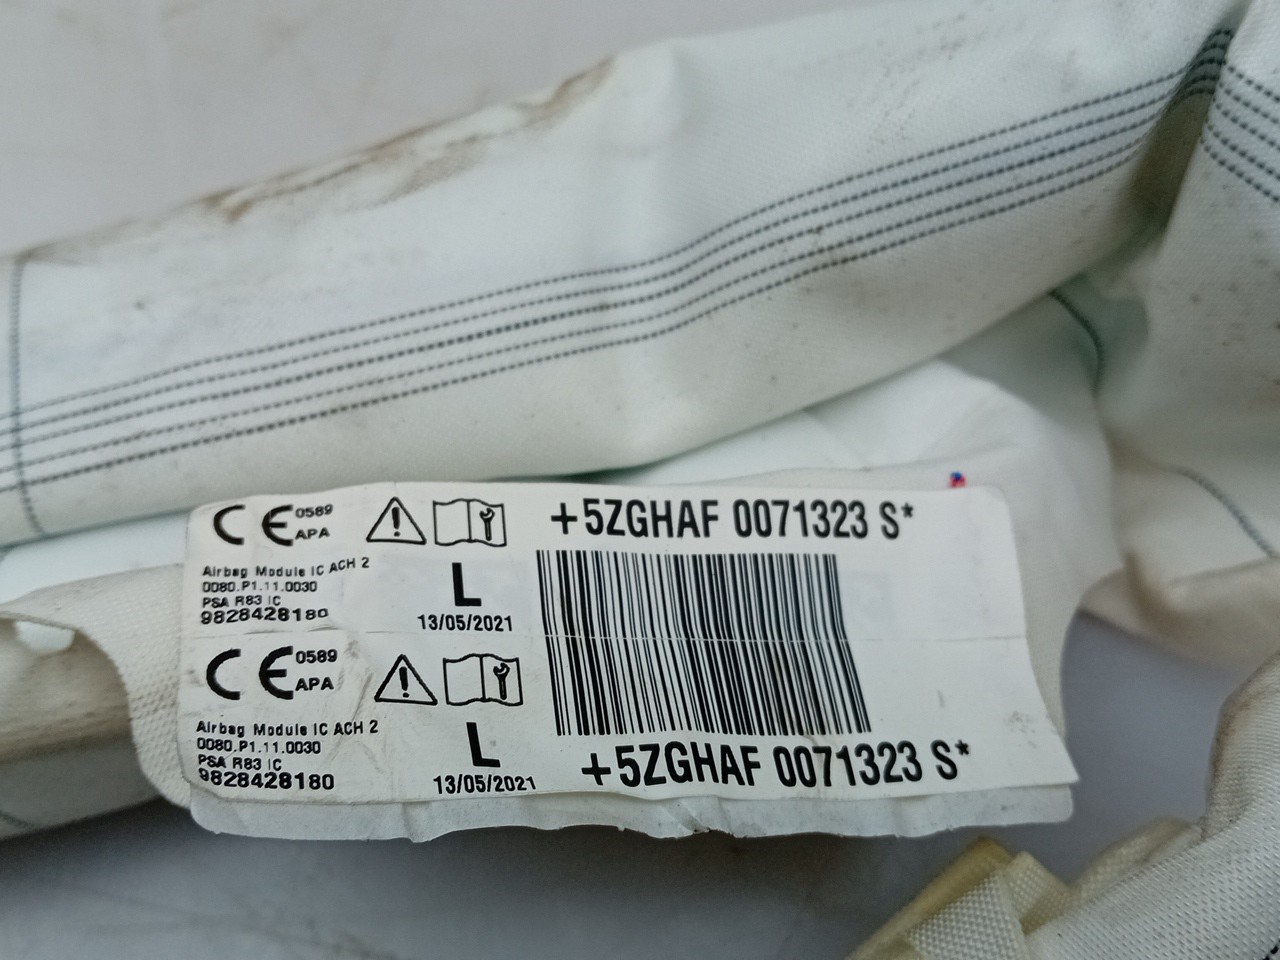 CE 0589
APA
+5ZGHAF 0071323 S*
Airbag Module IC ACH 2
0080.P1.11.0030
PSA R83 IC
9828428180
L
13/05/2021
CE 0589
APA
Airbag Module IC ACH 2
0080.P1.11.0030
PSA R83 IC
9828428180
L
13/05/2021
+5ZGHAF 0071323 S*